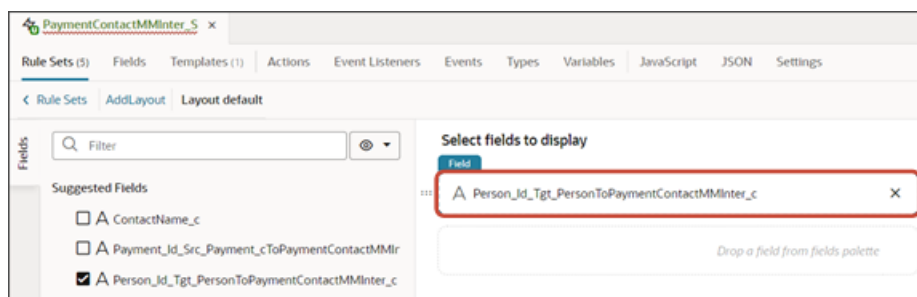 PaymentContactMMInter_S ×
Rule Sets (5) Fields Templates (1) Actions Event Listeners Events Types Variables JavaScript JSON Settings
Rule Sets AddLayout Layout default
Fields
Filter
Select fields to display
Field
Person_Id_Tgt_PersonToPaymentContactMMInter_c
Drop a field from fields palette
Suggested Fields
A ContactName_c
A Payment_Id_Src_Payment_cToPaymentContactMMIr
A Person_Id_Tgt_PersonToPaymentContactMMInter_c